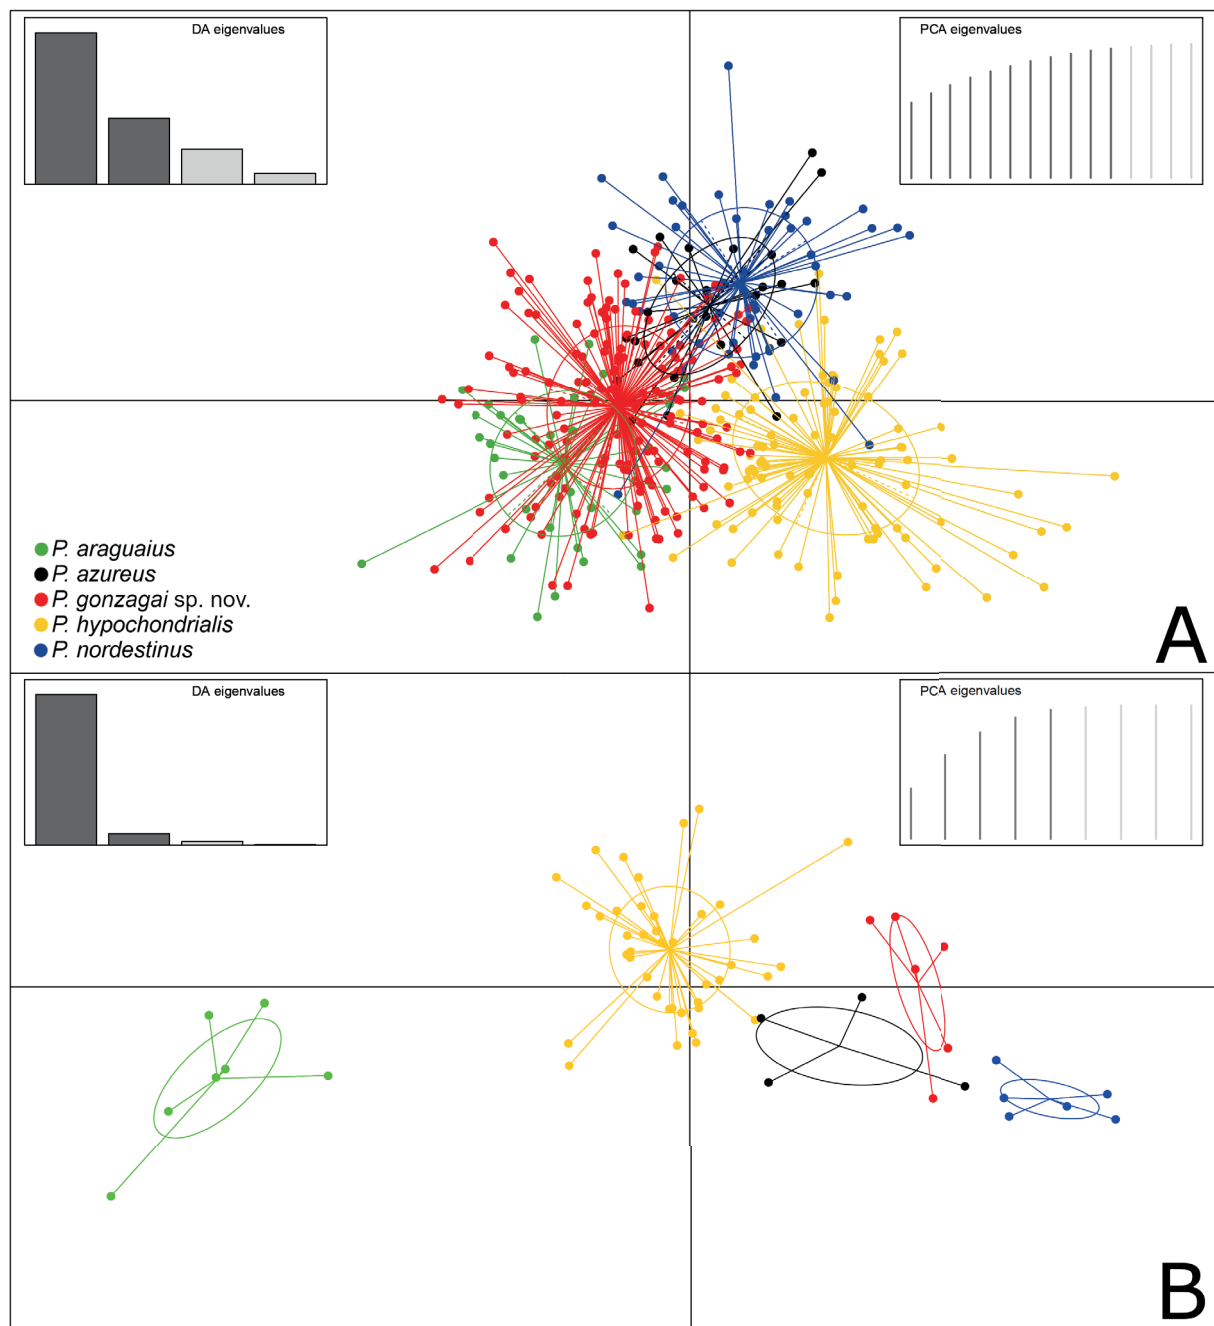 DA eigenvalues
PCA eigenvalues
P. araguaius
P. azureus
P. gonzagai sp. nov.
P. hypochondrialis
P. nordestinus
A
DA eigenvalues
PCA eigenvalues
B